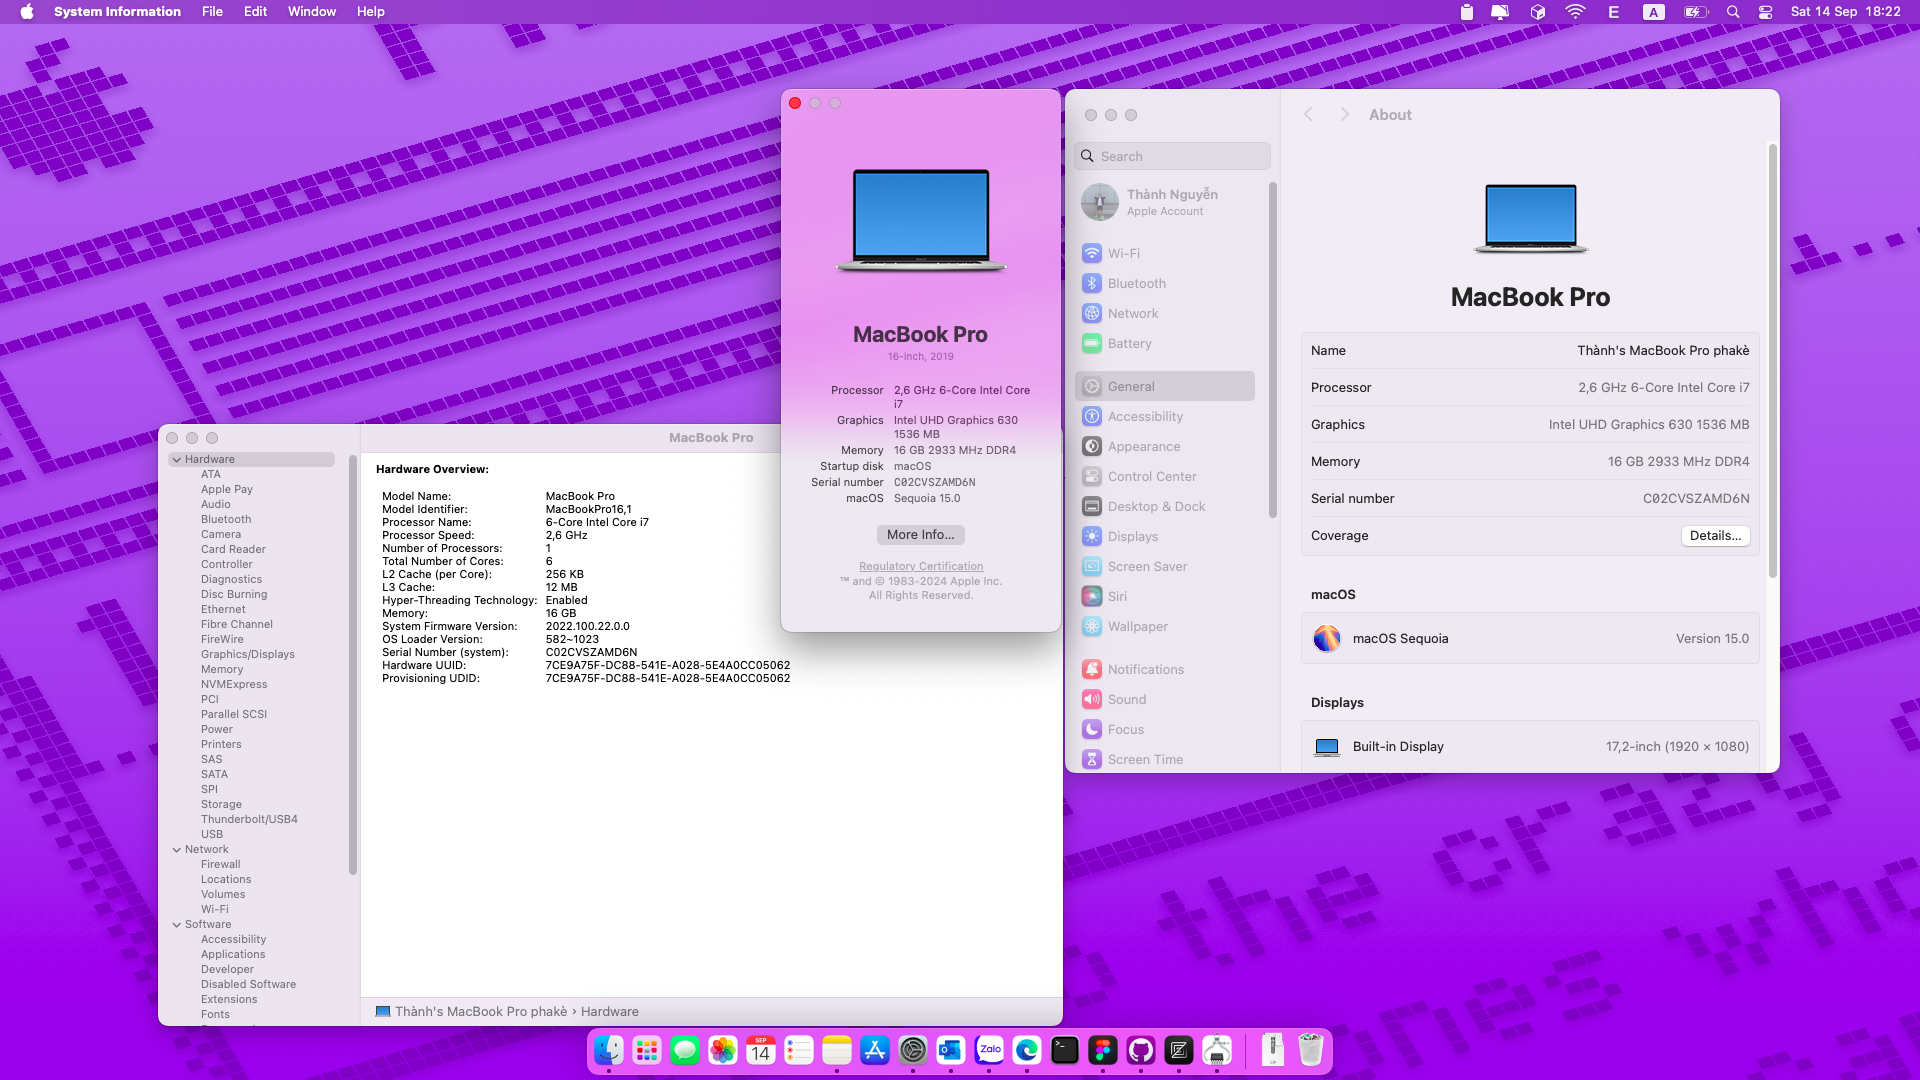 System Information File Edit Window Help
E A Sat 14 Sep 18:22
MacBook Pro
16-inch, 2019
Processor 2,6 GHz 6-Core Intel Core
i7
Graphics Intel UHD Graphics 630
1536 MB
Memory 16 GB 2933 MHz DDR4
Startup disk macOS
Serial number C02CVSZAMD6N
macOS Sequoia 15.0
More Info...
Regulatory Certification
™ and © 1983-2024 Apple Inc.
All Rights Reserved.
Search
Thành Nguyễn
Apple Account
Wi-Fi
Bluetooth
Network
Battery
General
Accessibility
Appearance
Control Center
Desktop & Dock
Displays
Screen Saver
Siri
Wallpaper
Notifications
Sound
Focus
Screen Time
About
MacBook Pro
Name Thành's MacBook Pro phakè
Processor 2,6 GHz 6-Core Intel Core i7
Graphics Intel UHD Graphics 630 1536 MB
Memory 16 GB 2933 MHz DDR4
Serial number C02CVSZAMD6N
Coverage Details...
macOS
macOS Sequoia Version 15.0
Displays
Built-in Display 17,2-inch (1920 × 1080)
MacBook Pro
Hardware
ATA
Apple Pay
Audio
Bluetooth
Camera
Card Reader
Controller
Diagnostics
Disc Burning
Ethernet
Fibre Channel
FireWire
Graphics/Displays
Memory
NVMExpress
PCI
Parallel SCSI
Power
Printers
SAS
SATA
SPI
Storage
Thunderbolt/USB4
USB
Network
Firewall
Locations
Volumes
Wi-Fi
Software
Accessibility
Applications
Developer
Disabled Software
Extensions
Fonts
Hardware Overview:
Model Name: MacBook Pro
Model Identifier: MacBookPro16,1
Processor Name: 6-Core Intel Core i7
Processor Speed: 2,6 GHz
Number of Processors: 1
Total Number of Cores: 6
L2 Cache (per Core): 256 KB
L3 Cache: 12 MB
Hyper-Threading Technology: Enabled
Memory: 16 GB
System Firmware Version: 2022.100.22.0.0
OS Loader Version: 582~1023
Serial Number (system): C02CVSZAMD6N
Hardware UUID: 7CE9A75F-DC88-541E-A028-5E4A0CC05062
Provisioning UDID: 7CE9A75F-DC88-541E-A028-5E4A0CC05062
Thành's MacBook Pro phakè › Hardware
the crazy
ones who
SEP
14
Zalo